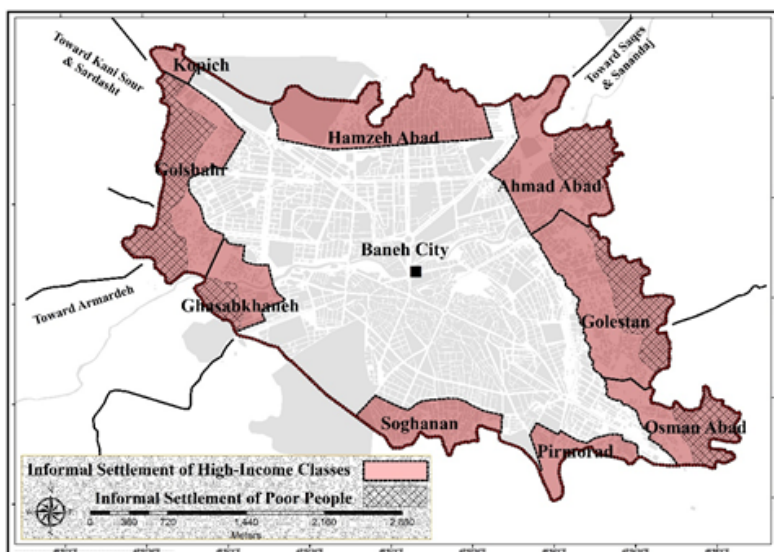 Toward Kani Sour
& Sardasht
Kopich
Toward Saqes
& Sanandaj
Hamzeh Abad
Golshahr
Ahmad Abad
Baneh City
Toward Armardeh
Ghasabkhaneh
Golestan
Soghanan
Osman Abad
Pirmorad
Informal Settlement of High-Income Classes
Informal Settlement of Poor People
0 360 720 1,440 2,160 2,880
Meters